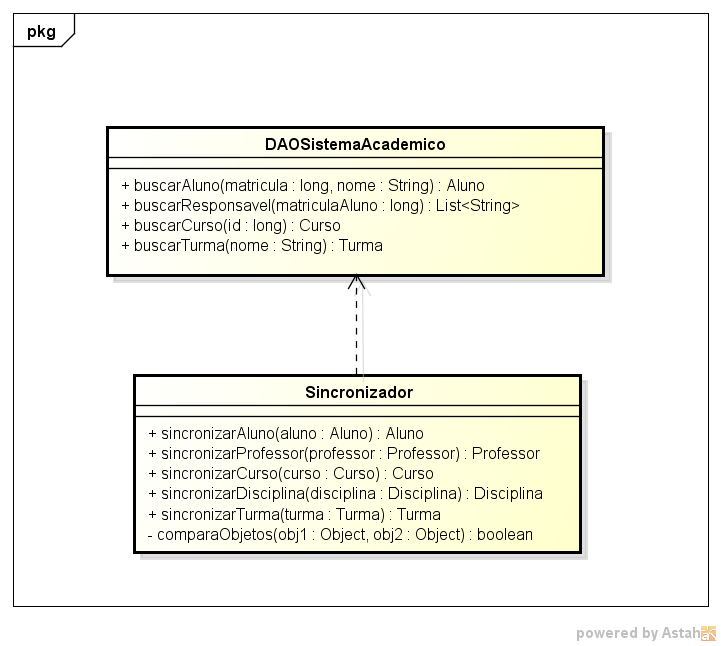 pkg
DAOSistemaAcademico
+ buscarAluno(matricula : long, nome : String) : Aluno
+ buscarResponsavel(matriculaAluno : long) : List<String>
+ buscarCurso(id : long) : Curso
+ buscarTurma(nome : String) : Turma
Sincronizador
+ sincronizarAluno(aluno : Aluno) : Aluno
+ sincronizarProfessor(professor : Professor) : Professor
+ sincronizarCurso(curso : Curso) : Curso
+ sincronizarDisciplina(disciplina : Disciplina) : Disciplina
+ sincronizarTurma(turma : Turma) : Turma
- comparaObjetos(obj1 : Object, obj2 : Object) : boolean
powered by Astah